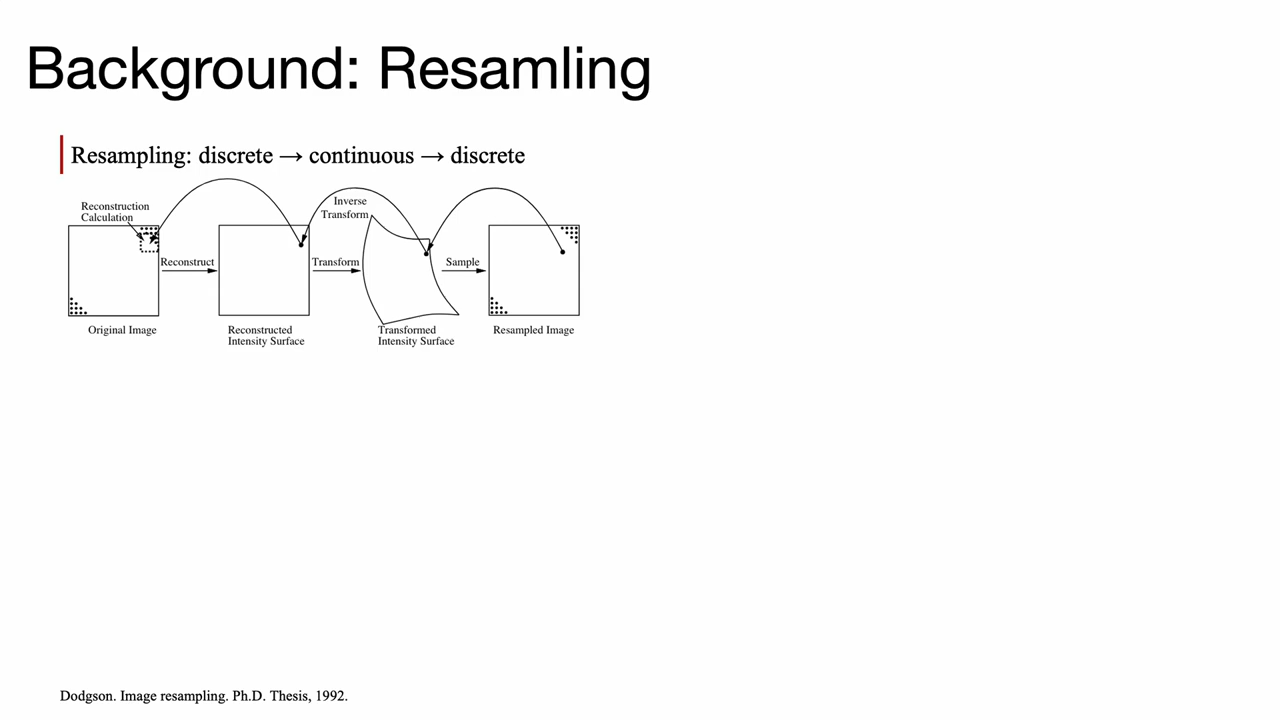 Background: Resamling
Resampling: discrete → continuous → discrete
Reconstruction
Calculation
Inverse
Transform
Reconstruct
Transform
Sample
Original Image
Reconstructed
Intensity Surface
Transformed
Intensity Surface
Resampled Image
Dodgson. Image resampling. Ph.D. Thesis, 1992.